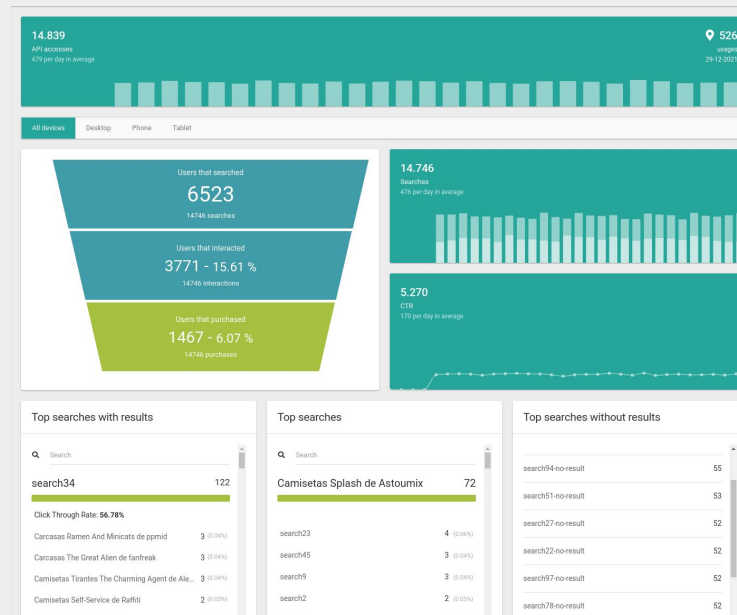 14.839
API accesses
479 per day in average
526
usages
29-12-2021
All devices Desktop Phone Tablet
Users that searched
6523
14746 searches
Users that interacted
3771 - 15.61 %
14746 interactions
Users that purchased
1467 - 6.07 %
14746 purchases
14.746
Searches
476 per day in average
5.270
CTR
170 per day in average
Top searches with results
Search
search34 122
Click Through Rate: 56.78%
Carcasas Ramen And Minicats de ppmid 3 (0.04%)
Carcasas The Great Alien de fanfreak 3 (0.04%)
Camisetas Tirantes The Charming Agent de Ale... 3 (0.04%)
Camisetas Self-Service de Raffiti 2 (0.03%)
Top searches
Search
Camisetas Splash de Astoumix 72
search23 4 (0.06%)
search45 3 (0.04%)
search9 3 (0.04%)
search2 2 (0.03%)
Top searches without results
search94-no-result 55
search51-no-result 53
search27-no-result 52
search22-no-result 52
search97-no-result 52
search78-no-result 52